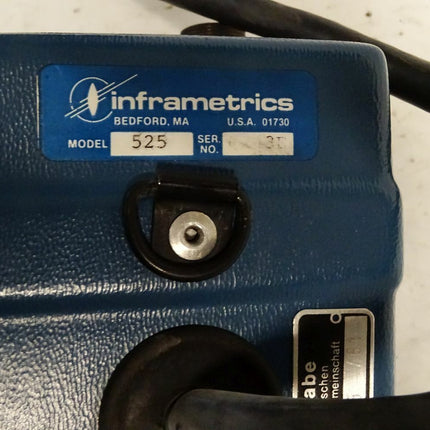 inframetrics
BEDFORD, MA U.S.A. 01730
MODEL 525 SER. NO.
abe
schen
meinschaft